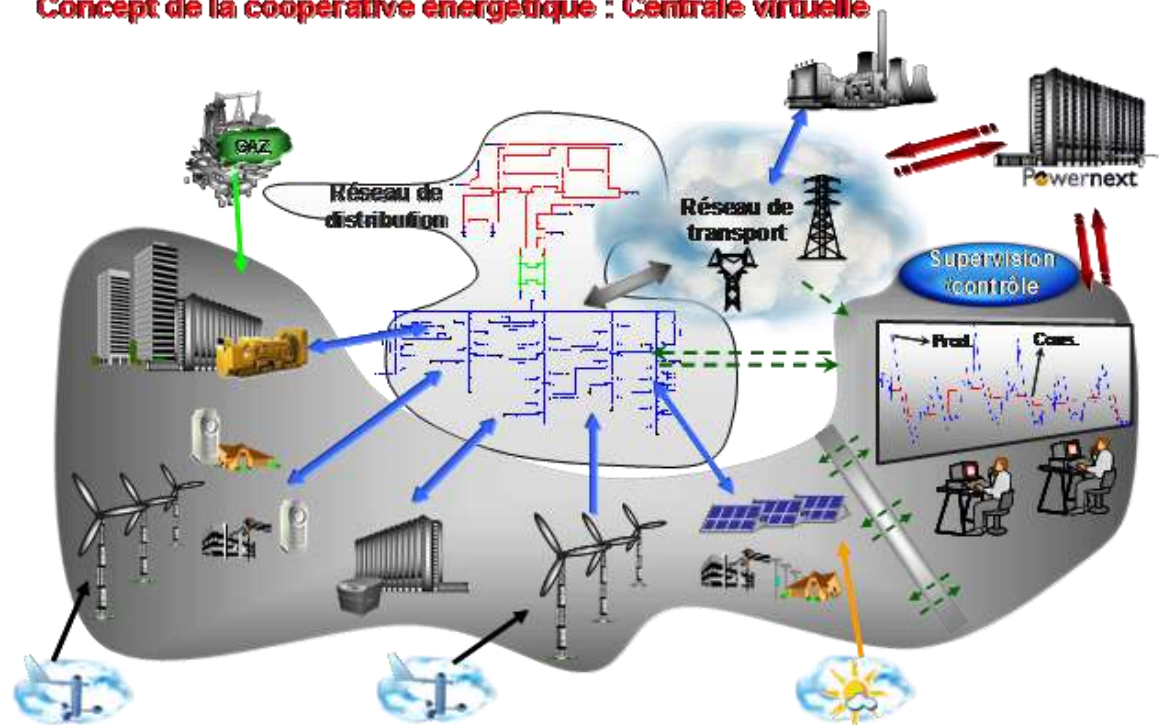 Concept de la coopérative énergétique : Centrale virtuelle
GAZ
Réseau de
distribution
Réseau de
transport
Powernext
Supervision
/contrôle
Prod.
Cons.